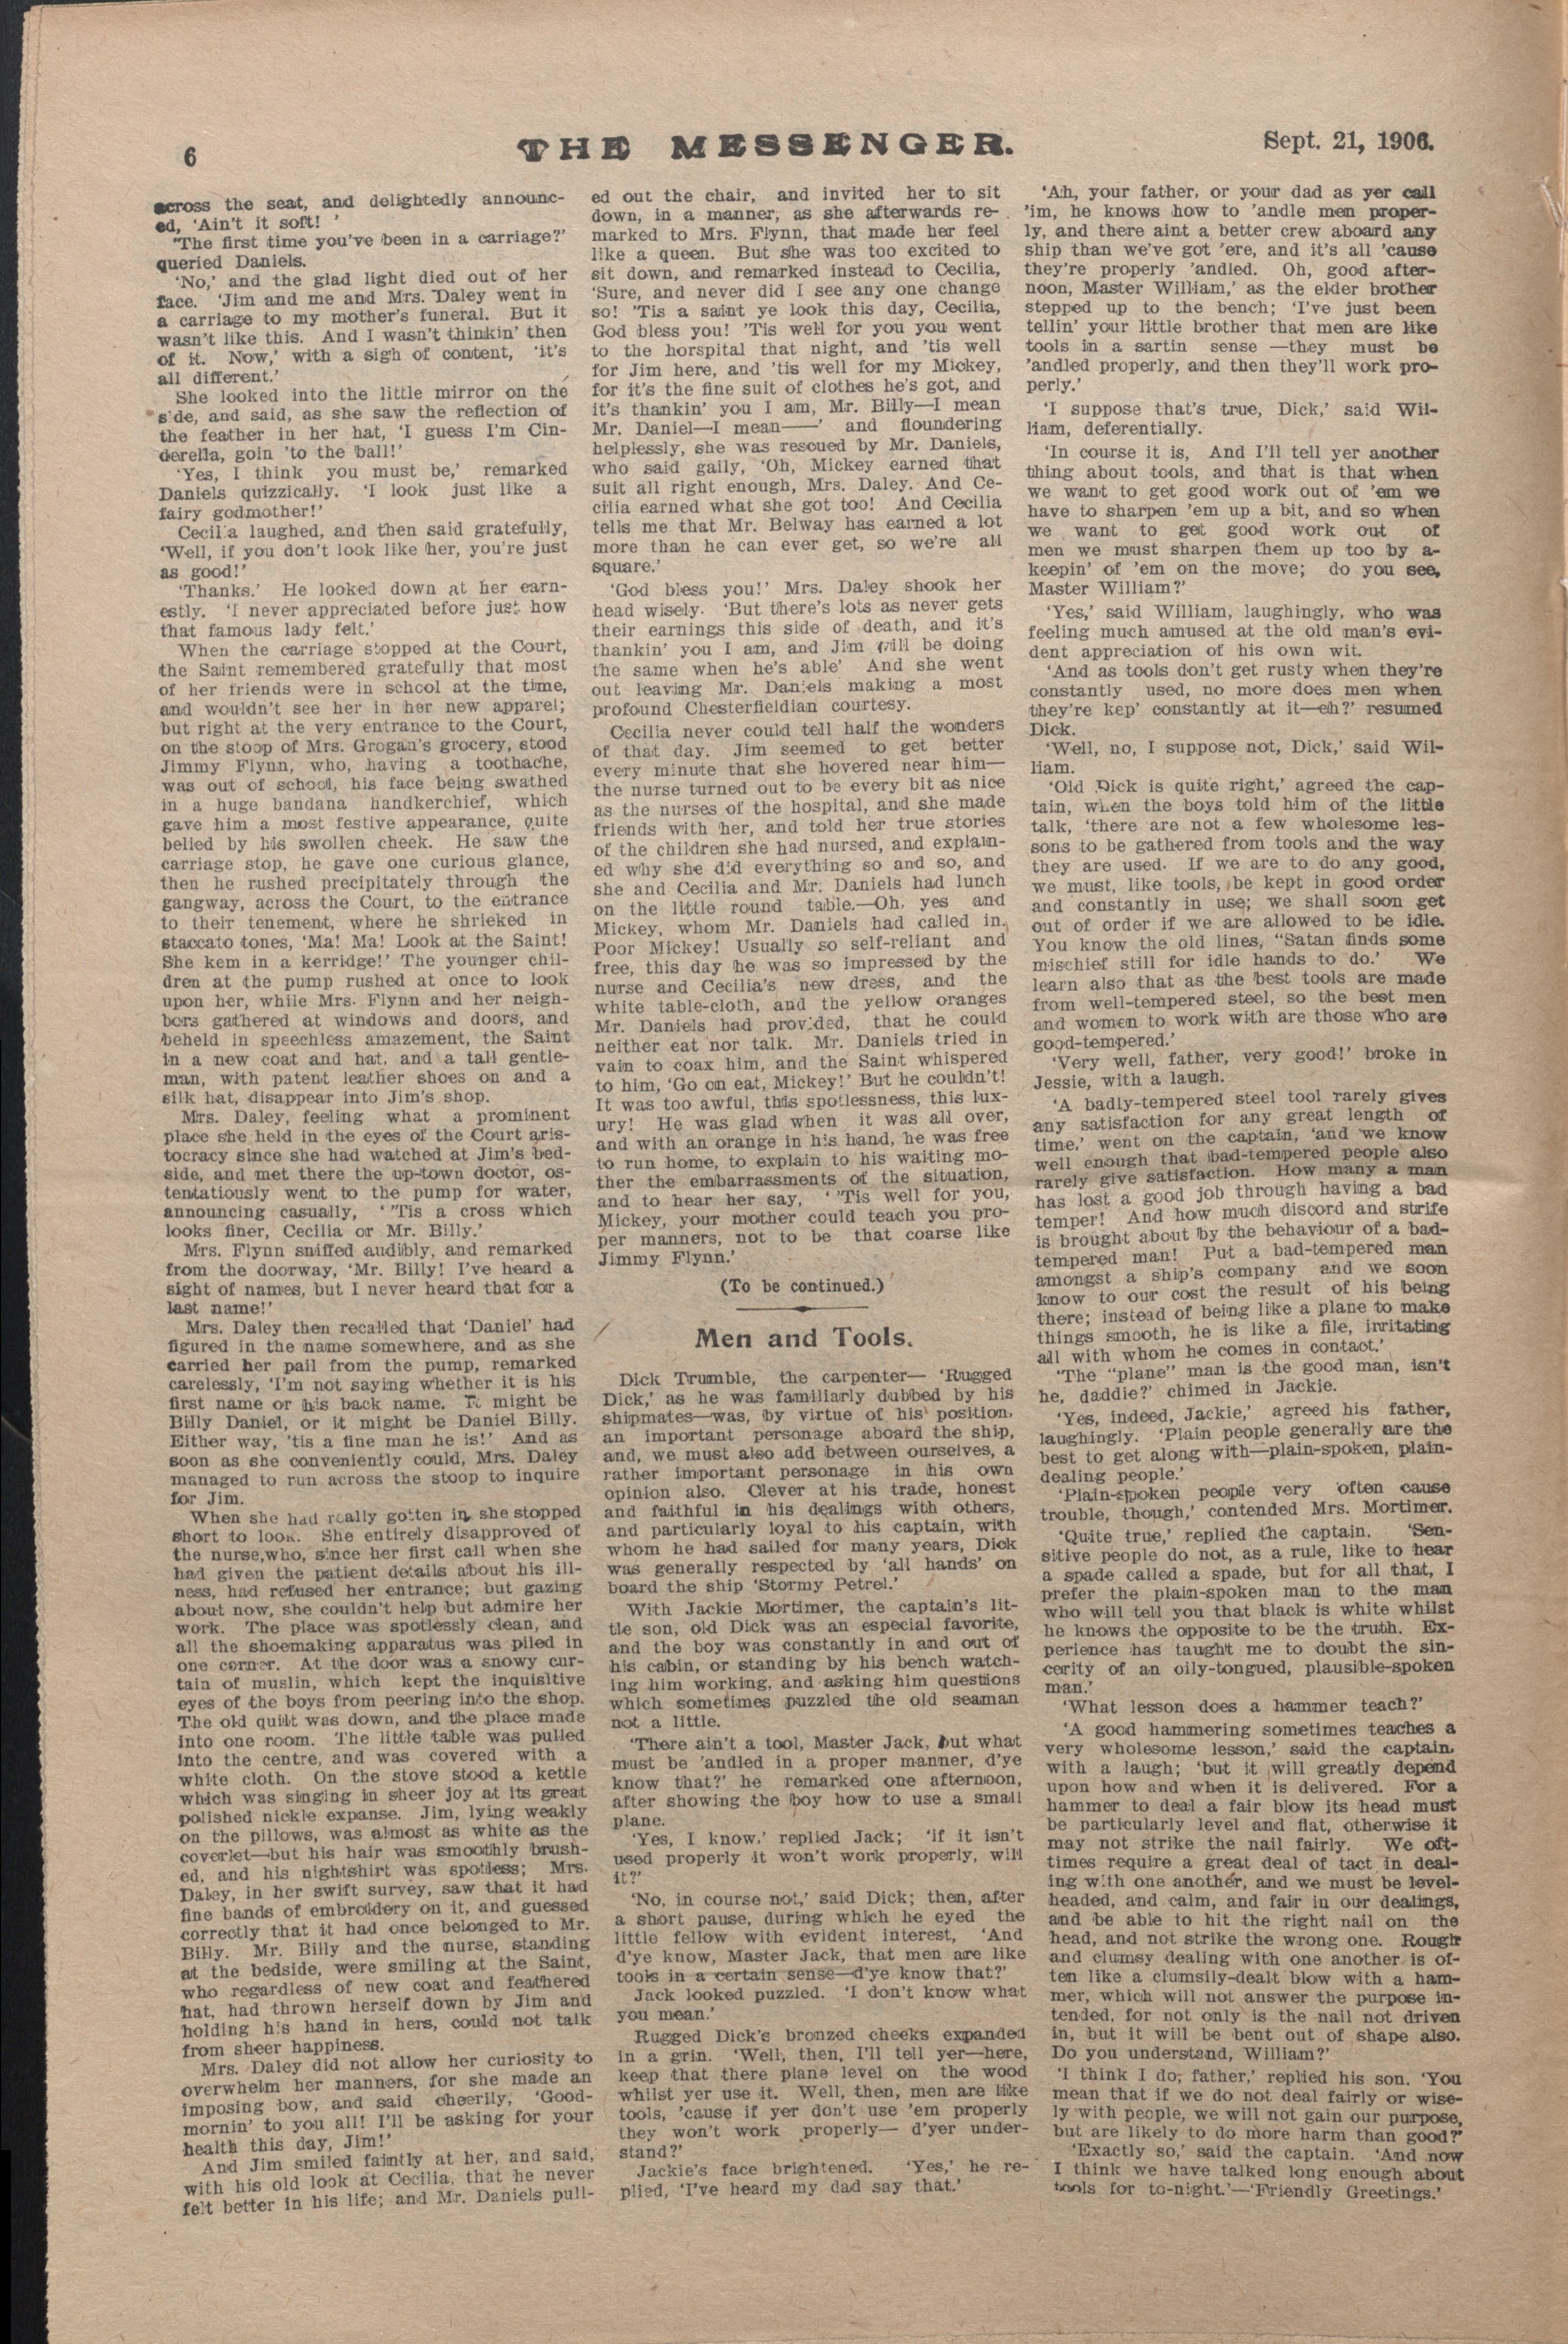 6
THE MESSENGER.
Sept. 21, 1906.
across the seat, and delightedly announc-
ed, 'Ain't it soft! '
'The first time you've been in a carriage?'
queried Daniels.
'No,' and the glad light died out of her
face. 'Jim and me and Mrs. Daley went in
a carriage to my mother's funeral. But it
wasn't like this. And I wasn't thinkin' then
of it. Now,' with a sigh of content, 'it's
all different.'
She looked into the little mirror on the
side, and said, as she saw the reflection of
the feather in her hat, 'I guess I'm Cin-
derella, goin 'to the ball!'
'Yes, I think you must be,' remarked
Daniels quizzically. 'I look just like a
fairy godmother!'
Cecilia laughed, and then said gratefully,
'Well, if you don't look like her, you're just
as good!'
'Thanks.' He looked down at her earn-
estly. 'I never appreciated before just how
that famous lady felt.'
When the carriage stopped at the Court,
the Saint remembered gratefully that most
of her friends were in school at the time,
and wouldn't see her in her new apparel;
but right at the very entrance to the Court,
on the stoop of Mrs. Grogan's grocery, stood
Jimmy Flynn, who, having a toothache,
was out of school, his face being swathed
in a huge bandana handkerchief, which
gave him a most festive appearance, quite
belied by his swollen cheek. He saw the
carriage stop, he gave one curious glance,
then he rushed precipitately through the
gangway, across the Court, to the entrance
to their tenement, where he shrieked in
staccato tones, 'Ma! Ma! Look at the Saint!
She kem in a kerridge!' The younger chil-
dren at the pump rushed at once to look
upon her, while Mrs. Flynn and her neigh-
bors gathered at windows and doors, and
beheld in speechless amazement, the Saint
in a new coat and hat, and a tall gentle-
man, with patent leather shoes on and a
silk hat, disappear into Jim's shop.
Mrs. Daley, feeling what a prominent
place she held in the eyes of the Court aris-
tocracy since she had watched at Jim's bed-
side, and met there the up-town doctor, os-
tentatiously went to the pump for water,
announcing casually, ' 'Tis a cross which
looks finer, Cecilia or Mr. Billy.'
Mrs. Flynn sniffed audibly, and remarked
from the doorway, 'Mr. Billy! I've heard a
sight of names, but I never heard that for a
last name!'
Mrs. Daley then recalled that 'Daniel' had
figured in the name somewhere, and as she
carried her pail from the pump, remarked
carelessly, 'I'm not saying whether it is his
first name or his back name. It might be
Billy Daniel, or it might be Daniel Billy.
Either way, 'tis a fine man he is!' And as
soon as she conveniently could, Mrs. Daley
managed to run across the stoop to inquire
for Jim.
When she had really gotten in, she stopped
short to look. She entirely disapproved of
the nurse,who, since her first call when she
had given the patient details about his ill-
ness, had refused her entrance; but gazing
about now, she couldn't help but admire her
work. The place was spotlessly clean, and
all the shoemaking apparatus was piled in
one corner. At the door was a snowy cur-
tain of muslin, which kept the inquisitive
eyes of the boys from peering into the shop.
The old quilt was down, and the place made
into one room. The little table was pulled
into the centre, and was covered with a
white cloth. On the stove stood a kettle
which was singing in sheer joy at its great
polished nickle expanse. Jim, lying weakly
on the pillows, was almost as white as the
coverlet—but his hair was smoothly brush-
ed, and his nightshirt was spotless; Mrs.
Daley, in her swift survey, saw that it had
fine bands of embroidery on it, and guessed
correctly that it had once belonged to Mr.
Billy. Mr. Billy and the nurse, standing
at the bedside, were smiling at the Saint,
who regardless of new coat and feathered
hat, had thrown herself down by Jim and
holding his hand in hers, could not talk
from sheer happiness.
Mrs. Daley did not allow her curiosity to
overwhelm her manners, for she made an
imposing bow, and said cheerily, 'Good-
mornin' to you all! I'll be asking for your
health this day, Jim!'
And Jim smiled faintly at her, and said,
with his old look at Cecilia, that he never
felt better in his life; and Mr. Daniels pull-
ed out the chair, and invited her to sit
down, in a manner, as she afterwards re-
marked to Mrs. Flynn, that made her feel
like a queen. But she was too excited to
sit down, and remarked instead to Cecilia,
'Sure, and never did I see any one change
so! 'Tis a saint ye look this day, Cecilia,
God bless you! 'Tis well for you you went
to the horspital that night, and 'tis well
for Jim here, and 'tis well for my Mickey,
for it's the fine suit of clothes he's got, and
it's thankin' you I am, Mr. Billy—I mean
Mr. Daniel—I mean——' and floundering
helplessly, she was rescued by Mr. Daniels,
who said gaily, 'Oh, Mickey earned that
suit all right enough, Mrs. Daley. And Ce-
cilia earned what she got too! And Cecilia
tells me that Mr. Belway has earned a lot
more than he can ever get, so we're all
square.'
'God bless you!' Mrs. Daley shook her
head wisely. 'But there's lots as never gets
their earnings this side of death, and it's
thankin' you I am, and Jim will be doing
the same when he's able' And she went
out leaving Mr. Daniels making a most
profound Chesterfieldian courtesy.
Cecilia never could tell half the wonders
of that day. Jim seemed to get better
every minute that she hovered near him—
the nurse turned out to be every bit as nice
as the nurses of the hospital, and she made
friends with her, and told her true stories
of the children she had nursed, and explain-
ed why she did everything so and so, and
she and Cecilia and Mr. Daniels had lunch
on the little round table.—Oh, yes and
Mickey, whom Mr. Daniels had called in.
Poor Mickey! Usually so self-reliant and
free, this day he was so impressed by the
nurse and Cecilia's new dress, and the
white table-cloth, and the yellow oranges
Mr. Daniels had provided, that he could
neither eat nor talk. Mr. Daniels tried in
vain to coax him, and the Saint whispered
to him, 'Go on eat, Mickey!' But he couldn't!
It was too awful, this spotlessness, this lux-
ury! He was glad when it was all over,
and with an orange in his hand, he was free
to run home, to explain to his waiting mo-
ther the embarrassments of the situation,
and to hear her say, ' 'Tis well for you,
Mickey, your mother could teach you pro-
per manners, not to be that coarse like
Jimmy Flynn.'
(To be continued.)
Men and Tools.
Dick Trumble, the carpenter— 'Rugged
Dick,' as he was familiarly dubbed by his
shipmates—was, by virtue of his position,
an important personage aboard the ship,
and, we must also add between ourselves, a
rather important personage in his own
opinion also. Clever at his trade, honest
and faithful in his dealings with others,
and particularly loyal to his captain, with
whom he had sailed for many years, Dick
was generally respected by 'all hands' on
board the ship 'Stormy Petrel.'
With Jackie Mortimer, the captain's lit-
tle son, old Dick was an especial favorite,
and the boy was constantly in and out of
his cabin, or standing by his bench watch-
ing him working, and asking him questions
which sometimes puzzled the old seaman
not a little.
'There ain't a tool, Master Jack, but what
must be 'andled in a proper manner, d'ye
know that?' he remarked one afternoon,
after showing the boy how to use a small
plane.
'Yes, I know,' replied Jack; 'if it isn't
used properly it won't work properly, will
it?'
'No, in course not,' said Dick; then, after
a short pause, during which he eyed the
little fellow with evident interest, 'And
d'ye know, Master Jack, that men are like
tools in a certain sense—d'ye know that?'
Jack looked puzzled. 'I don't know what
you mean.'
Rugged Dick's bronzed cheeks expanded
in a grin. 'Well, then, I'll tell yer—here,
keep that there plane level on the wood
whilst yer use it. Well, then, men are like
tools, 'cause if yer don't use 'em properly
they won't work properly— d'yer under-
stand?'
Jackie's face brightened. 'Yes,' he re-
plied, 'I've heard my dad say that.'
'Ah, your father, or your dad as yer call
'im, he knows how to 'andle men proper-
ly, and there aint a better crew aboard any
ship than we've got 'ere, and it's all 'cause
they're properly 'andled. Oh, good after-
noon, Master William,' as the elder brother
stepped up to the bench; 'I've just been
tellin' your little brother that men are like
tools in a sartin sense —they must be
'andled properly, and then they'll work pro-
perly.'
'I suppose that's true, Dick,' said Wil-
liam, deferentially.
'In course it is, And I'll tell yer another
thing about tools, and that is that when
we want to get good work out of 'em we
have to sharpen 'em up a bit, and so when
we want to get good work out of
men we must sharpen them up too by a-
keepin' of 'em on the move; do you see,
Master William?'
'Yes,' said William, laughingly, who was
feeling much amused at the old man's evi-
dent appreciation of his own wit.
'And as tools don't get rusty when they're
constantly used, no more does men when
they're kep' constantly at it—eh?' resumed
Dick.
'Well, no, I suppose not, Dick,' said Wil-
liam.
'Old Dick is quite right,' agreed the cap-
tain, when the boys told him of the little
talk, 'there are not a few wholesome les-
sons to be gathered from tools and the way
they are used. If we are to do any good,
we must, like tools, be kept in good order
and constantly in use; we shall soon get
out of order if we are allowed to be idle.
You know the old lines, "Satan finds some
mischief still for idle hands to do.' We
learn also that as the best tools are made
from well-tempered steel, so the best men
and women to work with are those who are
good-tempered.'
'Very well, father, very good!' broke in
Jessie, with a laugh.
'A badly-tempered steel tool rarely gives
any satisfaction for any great length of
time,' went on the captain, 'and we know
well enough that bad-tempered people also
rarely give satisfaction. How many a man
has lost a good job through having a bad
temper! And how much discord and strife
is brought about by the behaviour of a bad-
tempered man! Put a bad-tempered man
amongst a ship's company and we soon
know to our cost the result of his being
there; instead of being like a plane to make
things smooth, he is like a file, irritating
all with whom he comes in contact.'
'The "plane" man is the good man, isn't
he, daddie?' chimed in Jackie.
'Yes, indeed, Jackie,' agreed his father,
laughingly. 'Plain people generally are the
best to get along with—plain-spoken, plain-
dealing people.'
'Plain-spoken people very often cause
trouble, though,' contended Mrs. Mortimer.
'Quite true,' replied the captain. 'Sen-
sitive people do not, as a rule, like to hear
a spade called a spade, but for all that, I
prefer the plain-spoken man to the man
who will tell you that black is white whilst
he knows the opposite to be the truth. Ex-
perience has taught me to doubt the sin-
cerity of an oily-tongued, plausible-spoken
man.'
'What lesson does a hammer teach?'
'A good hammering sometimes teaches a
very wholesome lesson,' said the captain,
with a laugh; 'but it will greatly depend
upon how and when it is delivered. For a
hammer to deal a fair blow its head must
be particularly level and flat, otherwise it
may not strike the nail fairly. We oft-
times require a great deal of tact in deal-
ing with one another, and we must be level-
headed, and calm, and fair in our dealings,
and be able to hit the right nail on the
head, and not strike the wrong one. Rough
and clumsy dealing with one another is of-
ten like a clumsily-dealt blow with a ham-
mer, which will not answer the purpose in-
tended, for not only is the nail not driven
in, but it will be bent out of shape also.
Do you understand, William?'
'I think I do, father,' replied his son. 'You
mean that if we do not deal fairly or wise-
ly with people, we will not gain our purpose,
but are likely to do more harm than good?'
'Exactly so,' said the captain. 'And now
I think we have talked long enough about
tools for to-night.'—'Friendly Greetings.'